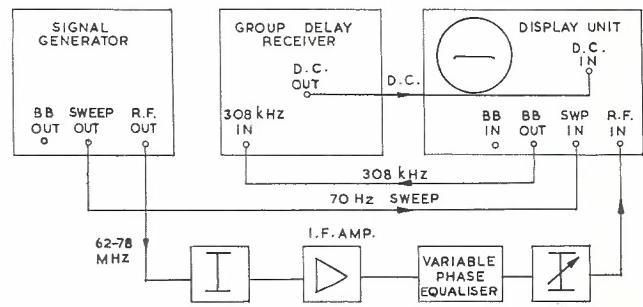 SIGNAL
GENERATOR
BB
OUT
SWEEP
OUT
R.F.
OUT
GROUP DELAY
RECEIVER
D.C.
OUT
308 kHz
IN
D.C.
DISPLAY UNIT
D.C.
IN
BB
IN
BB
OUT
SWP
IN
R.F.
IN
308 kHz
70 Hz SWEEP
62-78
MHZ
I.F. AMP.
VARIABLE
PHASE
EQUALISER